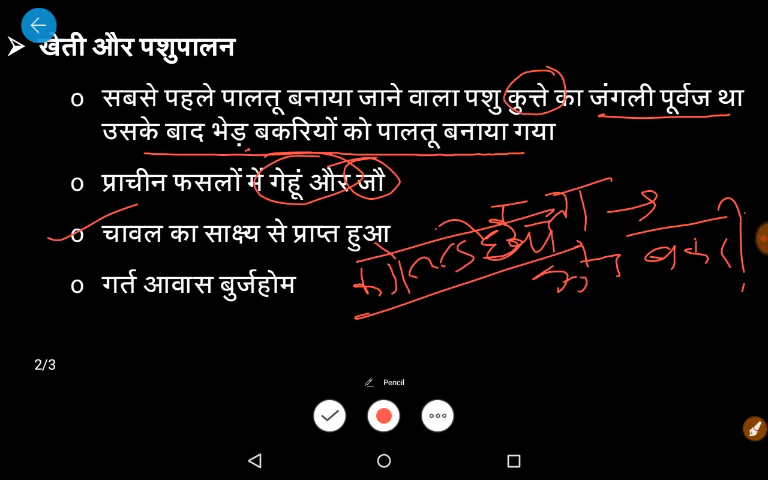 खेती और पशुपालन
सबसे पहले पालतू बनाया जाने वाला पशु कुत्ते का जंगली पूर्वज था
उसके बाद भेड़ बकरियों को पालतू बनाया गया
प्राचीन फसलों में गेहूं और जौ
चावल का साक्ष्य से प्राप्त हुआ
गर्त आवास बुर्जहोम
2/3
Pencil